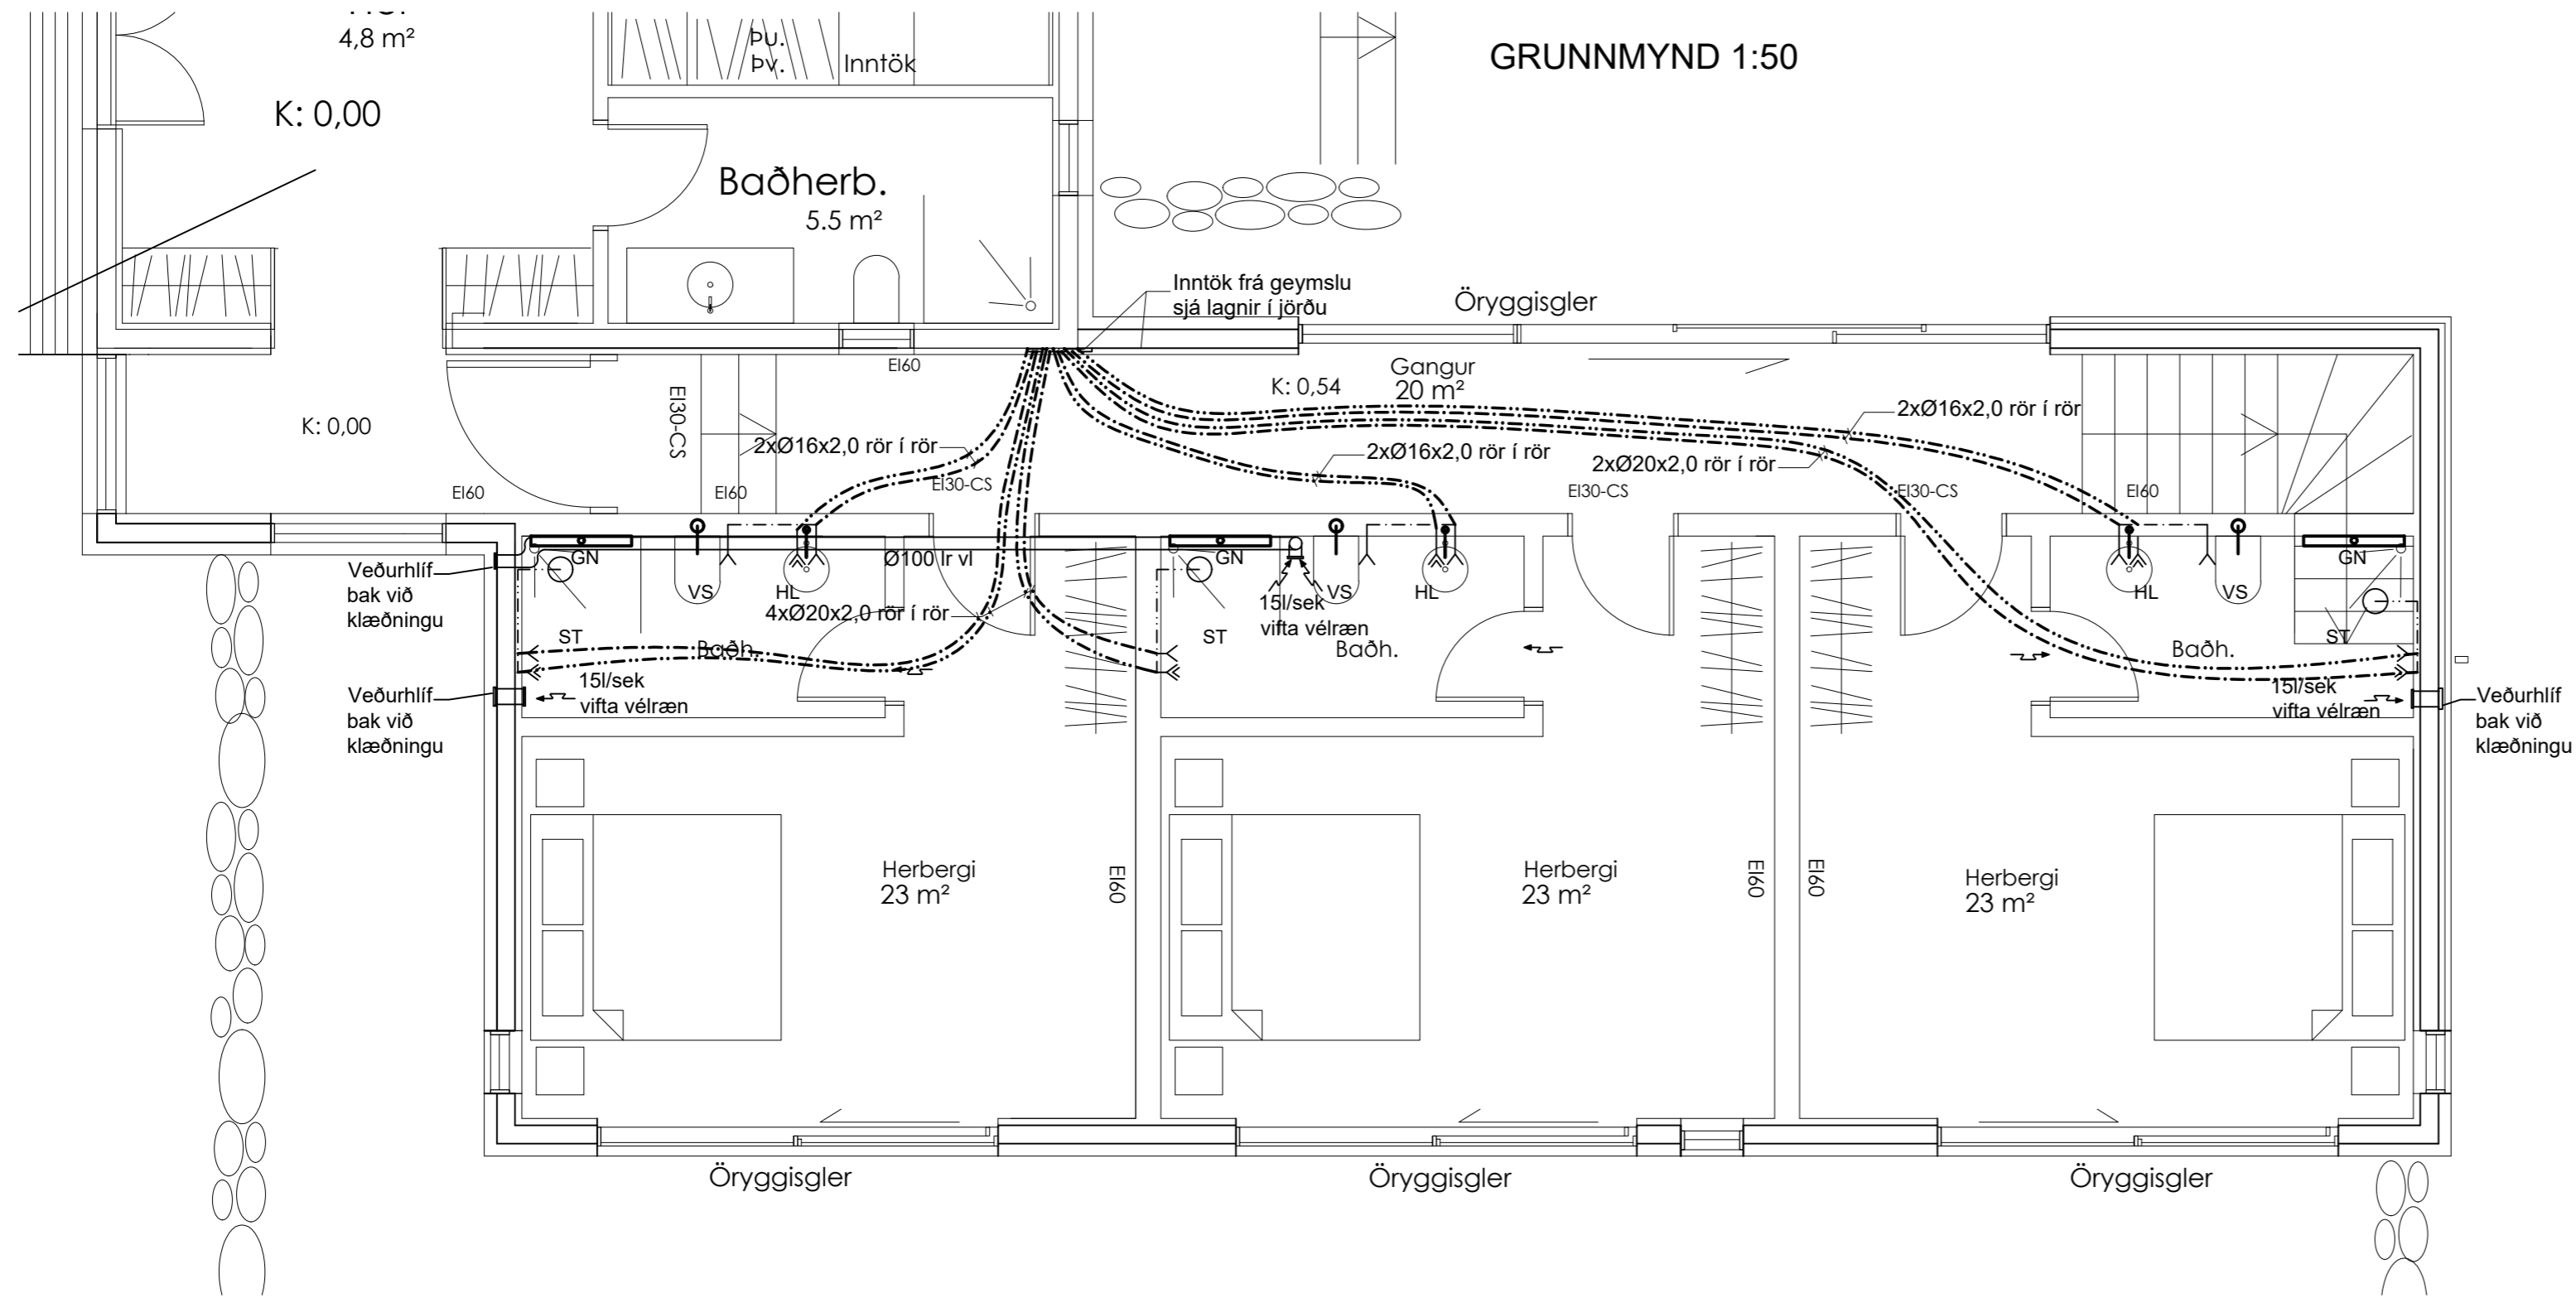 4,8 m²
K: 0,00
Þu.
Þv.
Inntök
GRUNNMYND 1:50
Baðherb.
5.5 m²
Inntök frá geymslu
sjá lagnir í jörðu
Öryggisgler
EI60
Gangur
20 m²
K: 0,54
K: 0,00
EI30-CS
2xØ16x2,0 rör í rör
2xØ16x2,0 rör í rör
2xØ16x2,0 rör í rör
2xØ20x2,0 rör í rör
EI60
EI60
EI30-CS
EI30-CS
EI30-CS
EI60
Veðurhlíf
bak við
klæðningu
GN
VS
HL
Ø100 lr vl
4xØ20x2,0 rör í rör
ST
Baðh.
15l/sek
vifta vélræn
Veðurhlíf
bak við
klæðningu
GN
VS
HL
15l/sek
vifta vélræn
ST
Baðh.
HL
VS
GN
ST
Baðh.
15l/sek
vifta vélræn
Veðurhlíf
bak við
klæðningu
Herbergi
23 m²
EI60
Herbergi
23 m²
EI60
EI60
Herbergi
23 m²
Öryggisgler
Öryggisgler
Öryggisgler